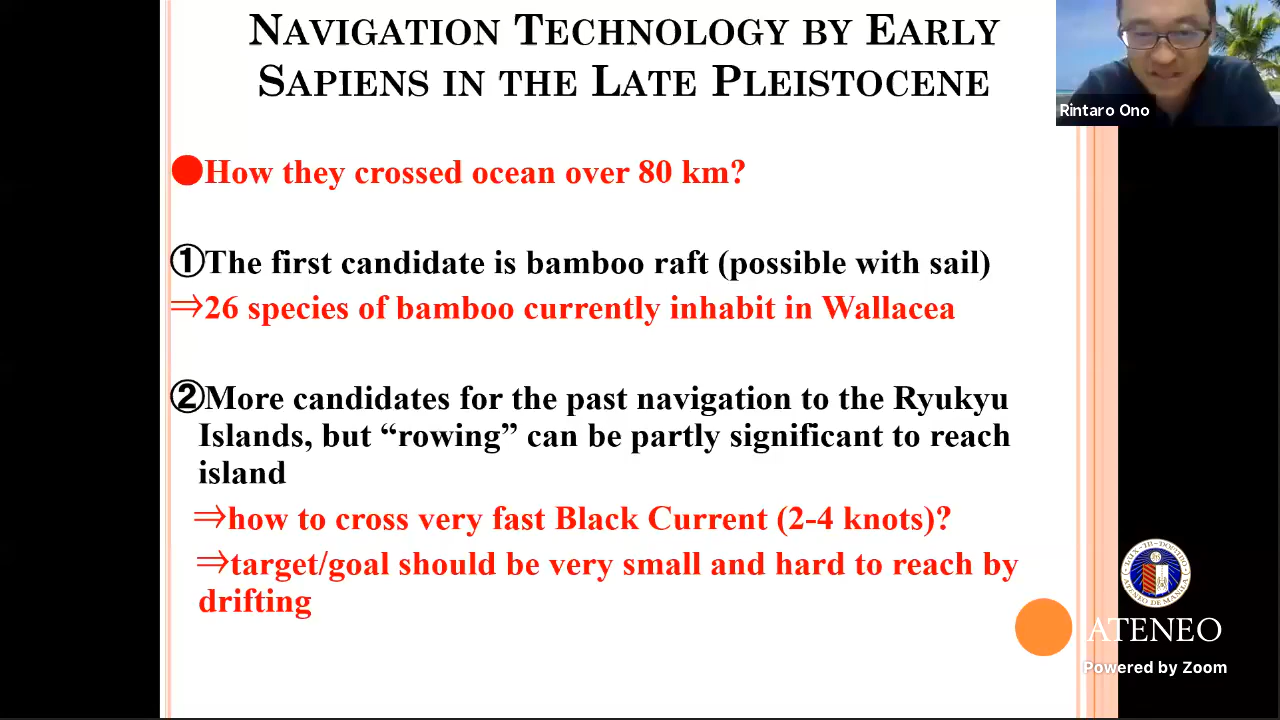 NAVIGATION TECHNOLOGY BY EARLY
SAPIENS IN THE LATE PLEISTOCENE
Rintaro Ono
●How they crossed ocean over 80 km?
①The first candidate is bamboo raft (possible with sail)
⇒26 species of bamboo currently inhabit in Wallacea
②More candidates for the past navigation to the Ryukyu
Islands, but “rowing” can be partly significant to reach
island
⇒how to cross very fast Black Current (2-4 knots)?
⇒target/goal should be very small and hard to reach by
drifting
ATENEO
Powered by Zoom